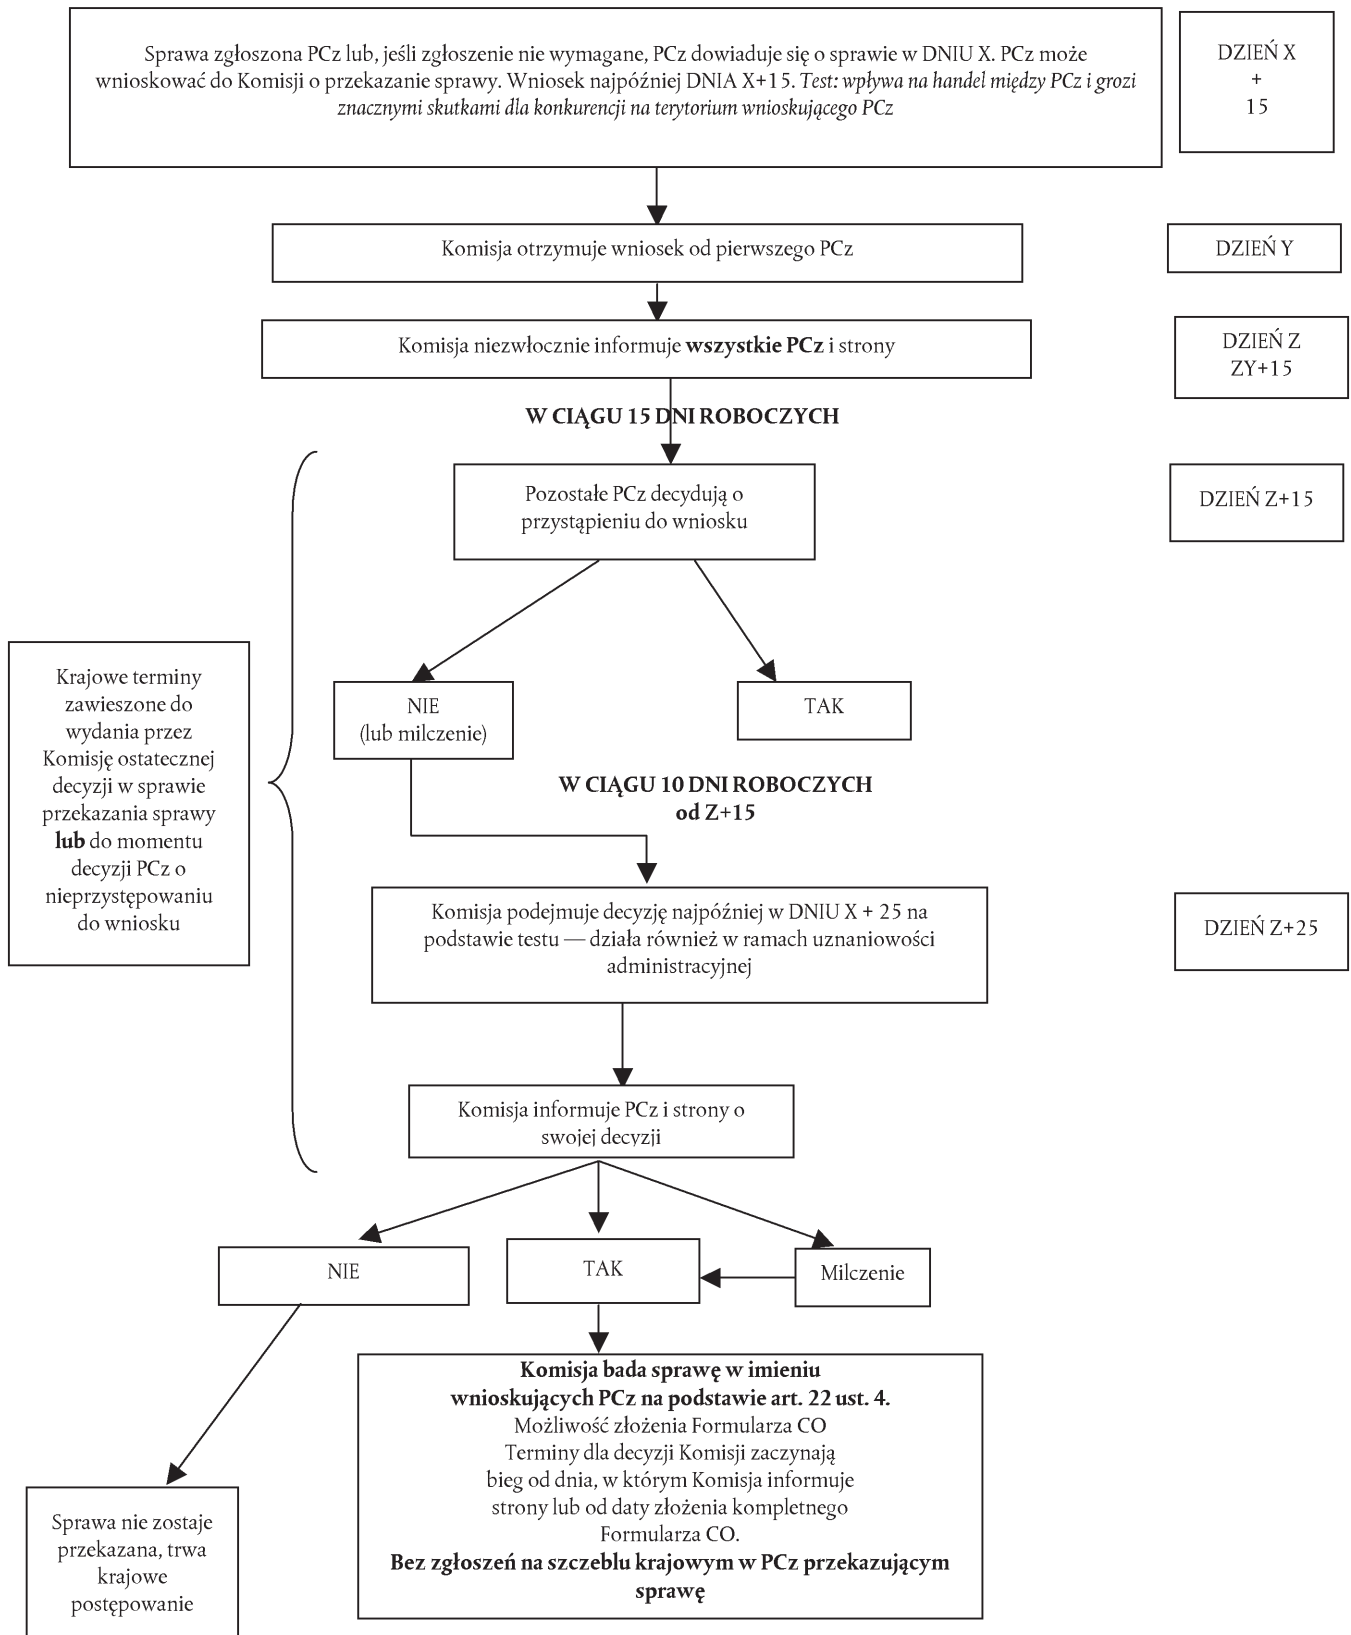 Sprawa zgłoszona PCz lub, jeśli zgłoszenie nie wymagane, PCz dowiaduje się o sprawie w DNIU X. PCz może
wnioskować do Komisji o przekazanie sprawy. Wniosek najpóźniej DNIA X+15. Test: wpływa na handel między PCz i grozi
znacznymi skutkami dla konkurencji na terytorium wnioskującego PCz
DZIEŃ X
+
15
Komisja otrzymuje wniosek od pierwszego PCz
DZIEŃ Y
Komisja niezwłocznie informuje wszystkie PCz i strony
DZIEŃ Z
ZY+15
W CIĄGU 15 DNI ROBOCZYCH
Pozostałe PCz decydują o
przystąpieniu do wniosku
DZIEŃ Z+15
NIE
(lub milczenie)
TAK
Krajowe terminy
zawieszone do
wydania przez
Komisję ostatecznej
decyzji w sprawie
przekazania sprawy
lub do momentu
decyzji PCz o
nieprzystępowaniu
do wniosku
W CIĄGU 10 DNI ROBOCZYCH
od Z+15
Komisja podejmuje decyzję najpóźniej w DNIU X + 25 na
podstawie testu — działa również w ramach uznaniowości
administracyjnej
DZIEŃ Z+25
Komisja informuje PCz i strony o
swojej decyzji
NIE
TAK
Milczenie
Komisja bada sprawę w imieniu
wnioskujących PCz na podstawie art. 22 ust. 4.
Możliwość złożenia Formularza CO
Terminy dla decyzji Komisji zaczynają
bieg od dnia, w którym Komisja informuje
strony lub od daty złożenia kompletnego
Formularza CO.
Bez zgłoszeń na szczeblu krajowym w PCz przekazującym
sprawę
Sprawa nie zostaje
przekazana, trwa
krajowe
postępowanie